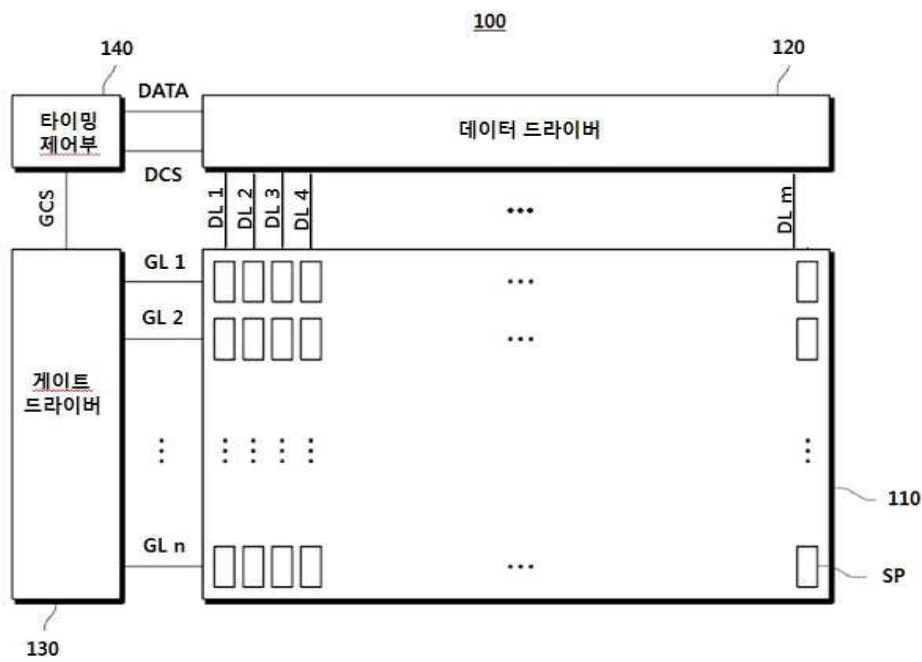 100
140
120
DATA
타이밍
제어부
데이터 드라이버
DCS
GCS
DL 1
DL 2
DL 3
DL 4
...
DL m
GL 1
...
GL 2
...
게이트
드라이버
...
... ... ... ...
...
110
GL n
...
SP
130